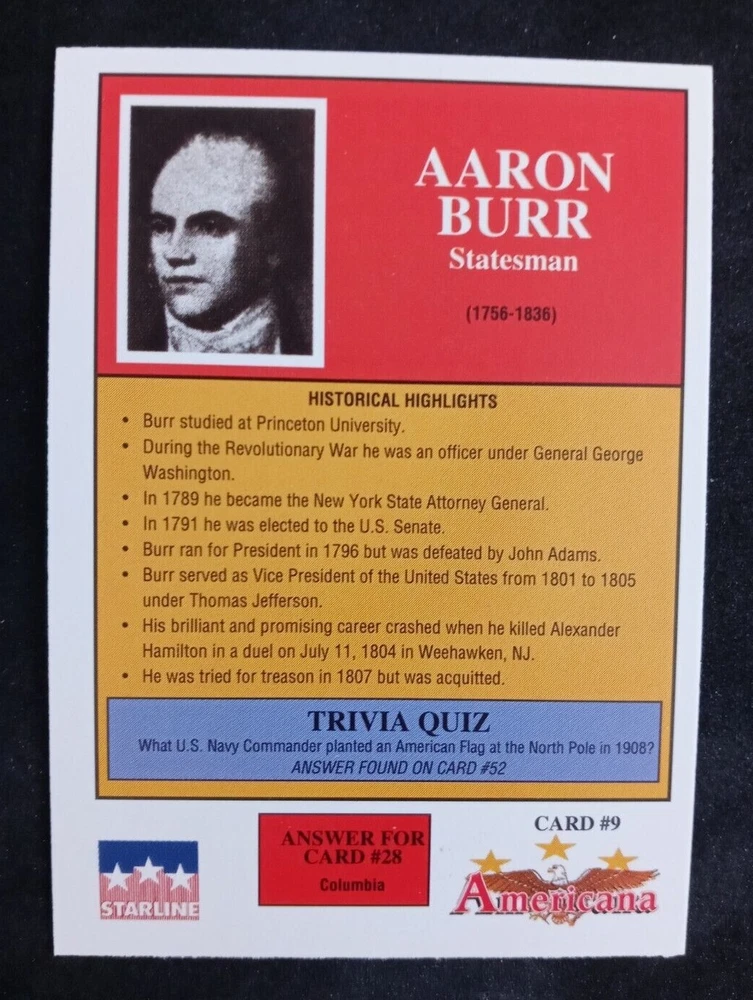 AARON
BURR
Statesman
(1756-1836)
HISTORICAL HIGHLIGHTS
• Burr studied at Princeton University.
• During the Revolutionary War he was an officer under General George
Washington.
• In 1789 he became the New York State Attorney General.
• In 1791 he was elected to the U.S. Senate.
• Burr ran for President in 1796 but was defeated by John Adams.
• Burr served as Vice President of the United States from 1801 to 1805
under Thomas Jefferson.
• His brilliant and promising career crashed when he killed Alexander
Hamilton in a duel on July 11, 1804 in Weehawken, NJ.
• He was tried for treason in 1807 but was acquitted.
TRIVIA QUIZ
What U.S. Navy Commander planted an American Flag at the North Pole in 1908?
ANSWER FOUND ON CARD #52
STARLINE
ANSWER FOR
CARD #28
Columbia
CARD #9
Americana